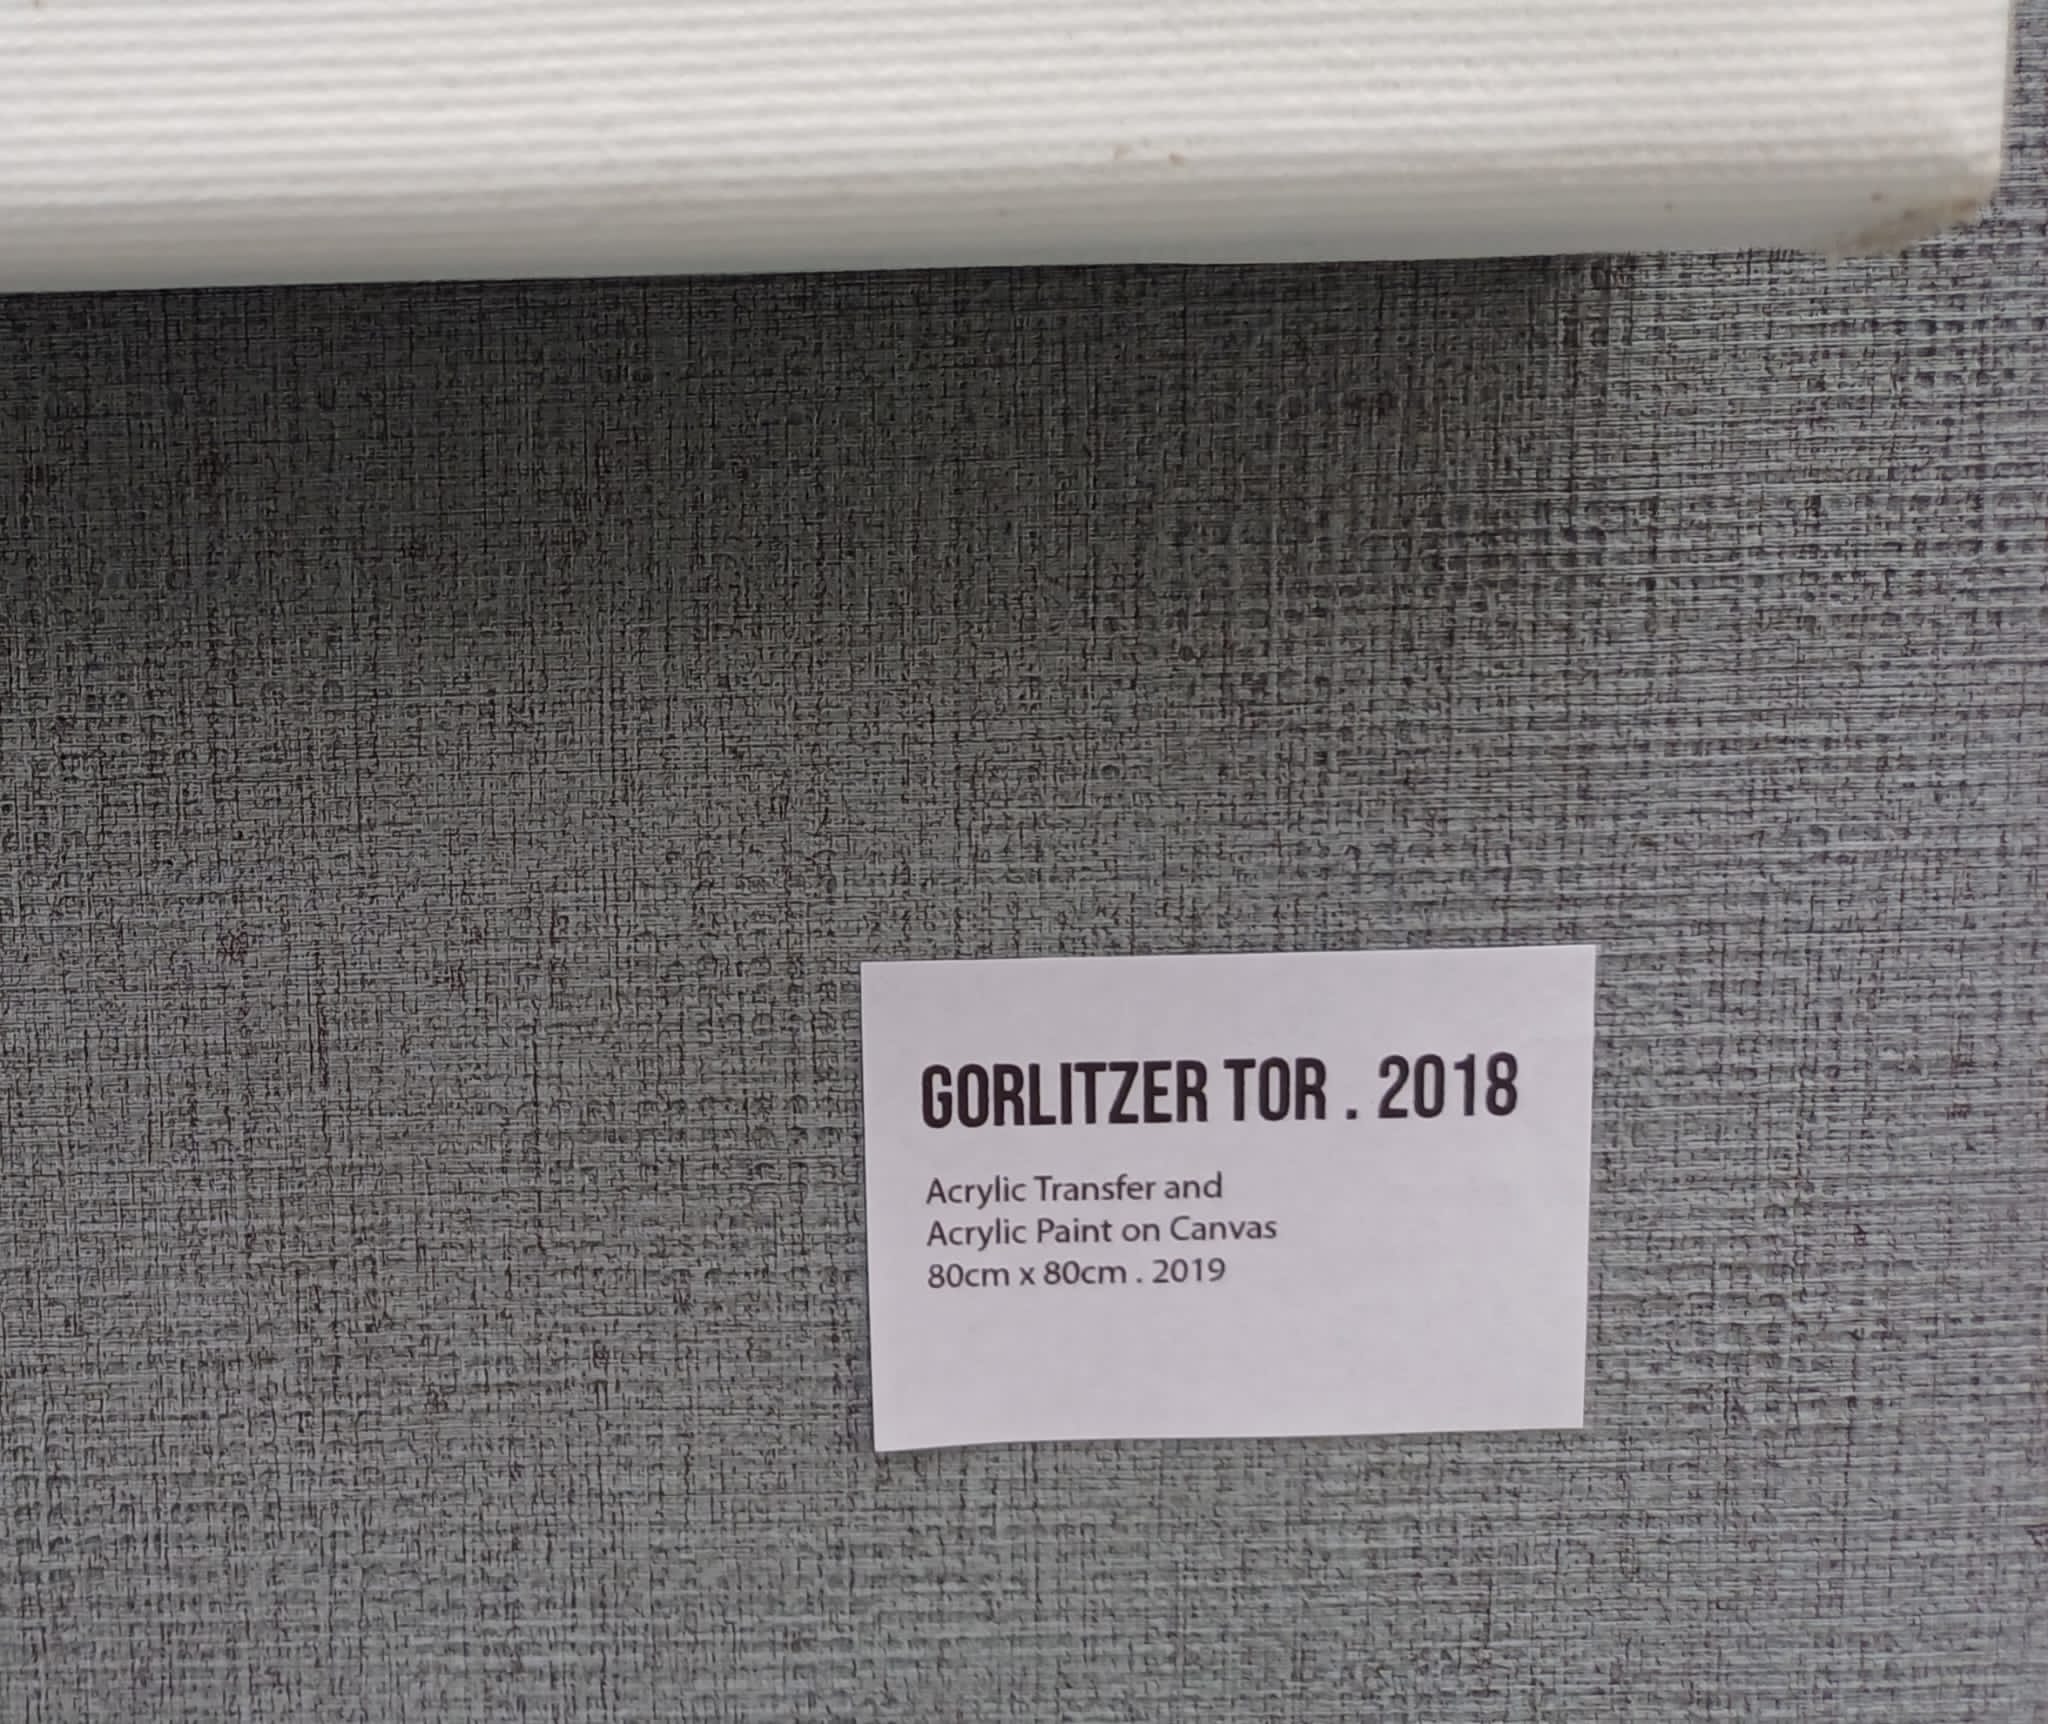 GORLITZER TOR . 2018
Acrylic Transfer and
Acrylic Paint on Canvas
80cm x 80cm . 2019